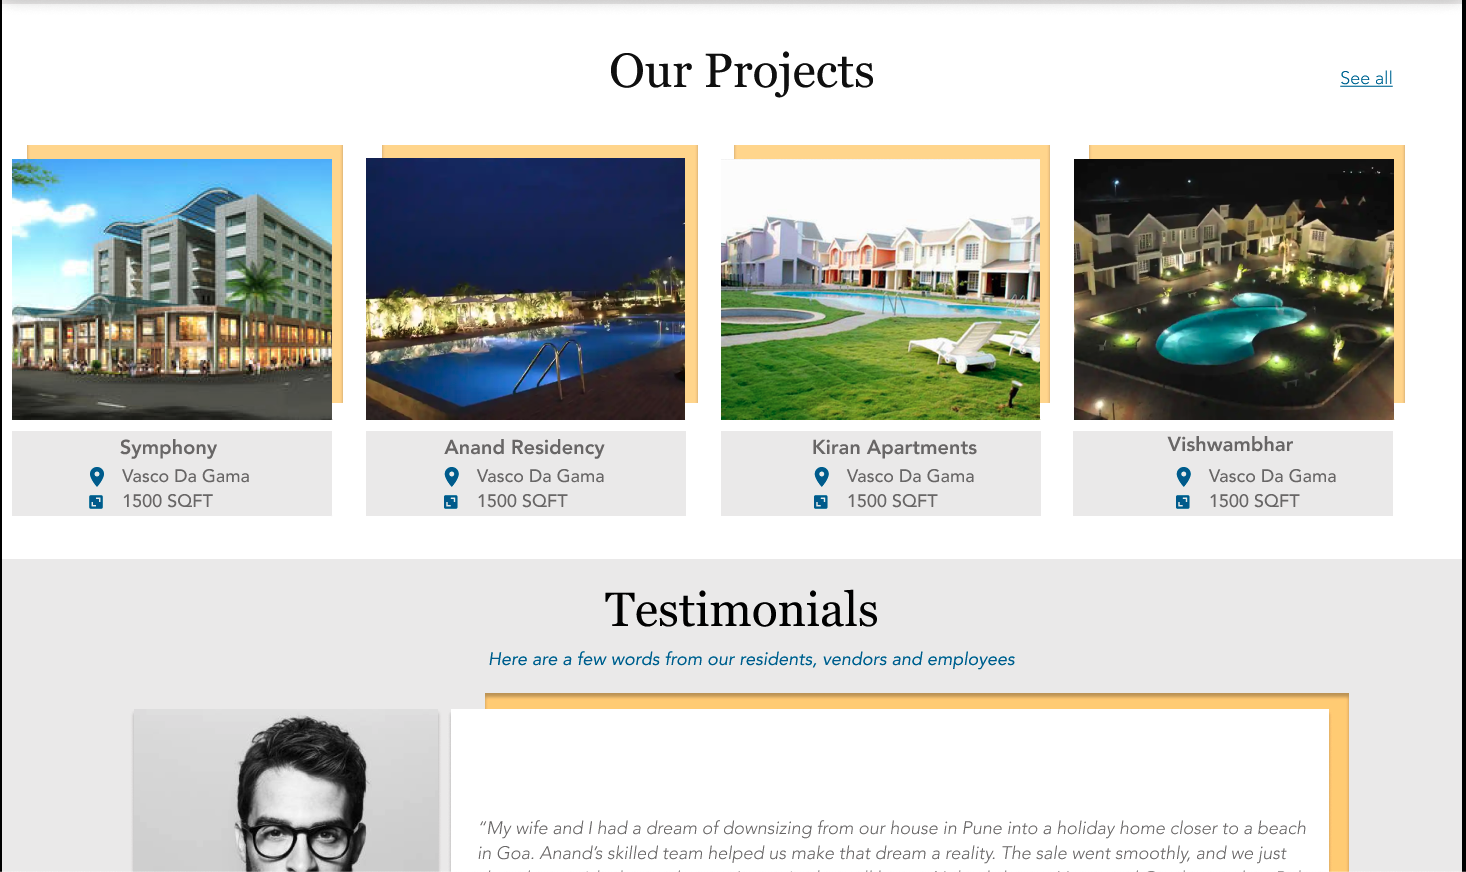 Our Projects
See all
Symphony
Vasco Da Gama
1500 SQFT
Anand Residency
Vasco Da Gama
1500 SQFT
Kiran Apartments
Vasco Da Gama
1500 SQFT
Vishwambhar
Vasco Da Gama
1500 SQFT
Testimonials
Here are a few words from our residents, vendors and employees
“My wife and I had a dream of downsizing from our house in Pune into a holiday home closer to a beach
in Goa. Anand’s skilled team helped us make that dream a reality. The sale went smoothly, and we just